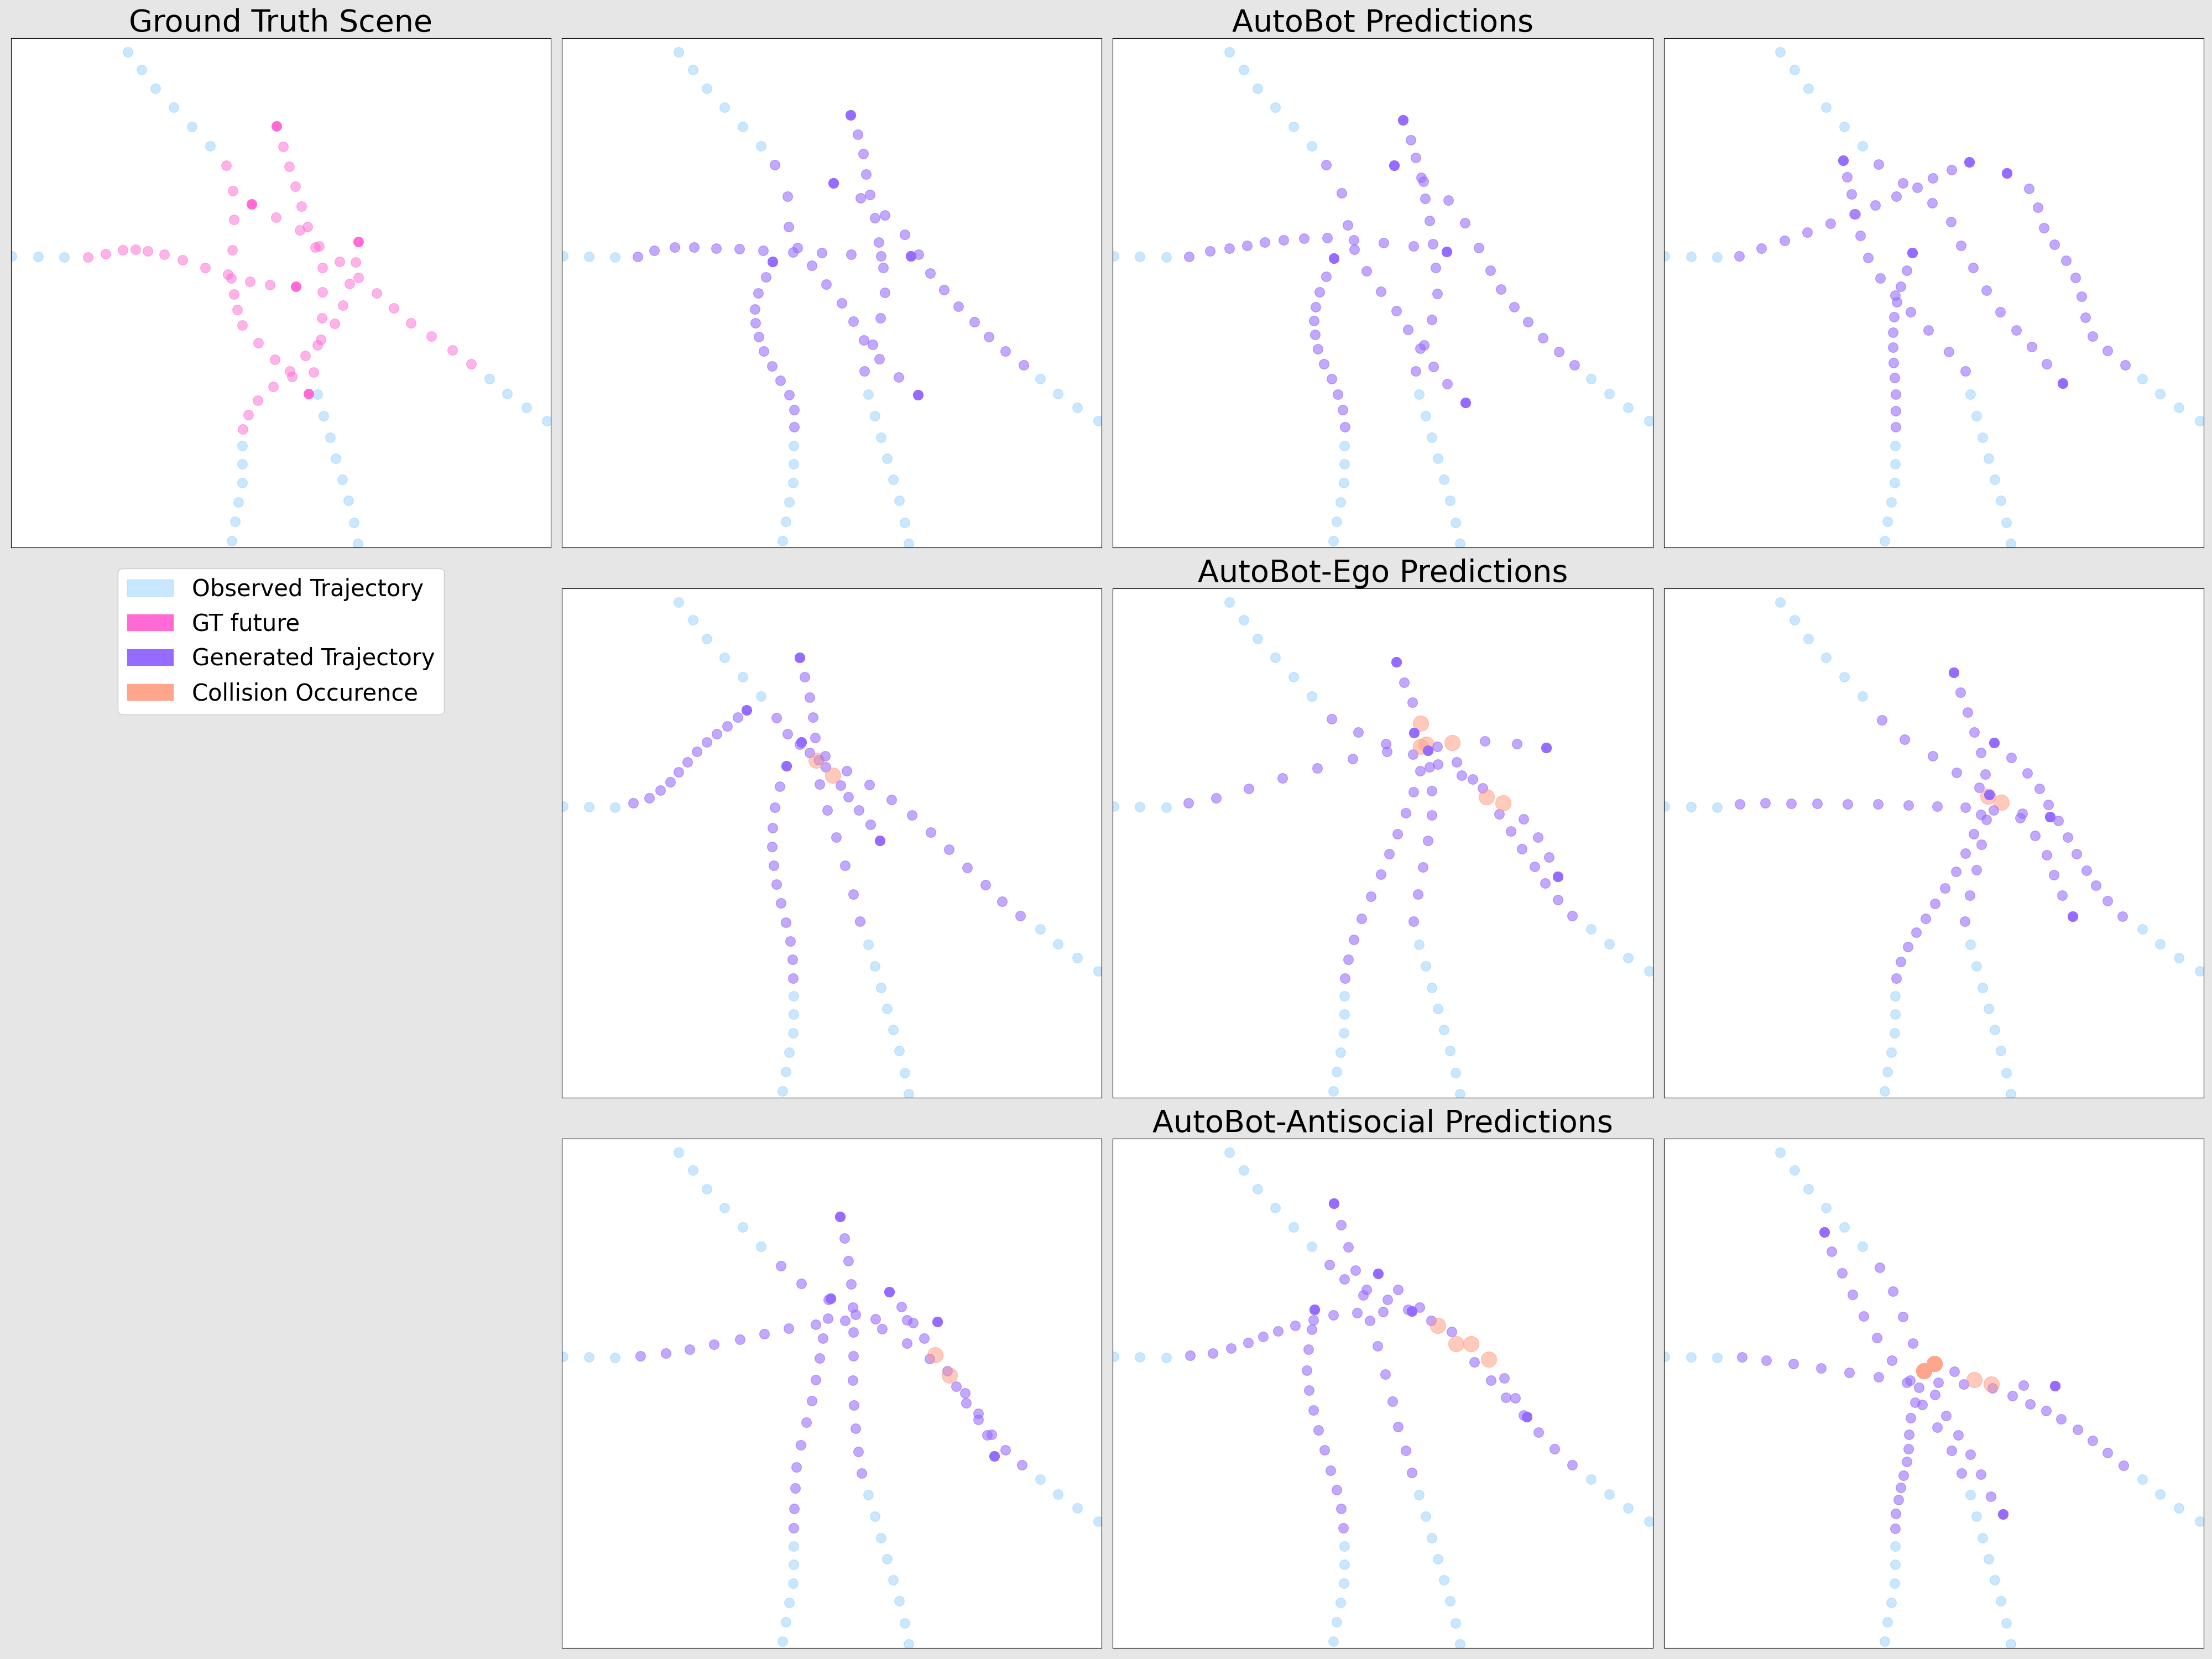 Ground Truth Scene
AutoBot Predictions
Observed Trajectory
GT future
Generated Trajectory
Collision Occurence
AutoBot-Ego Predictions
AutoBot-Antisocial Predictions